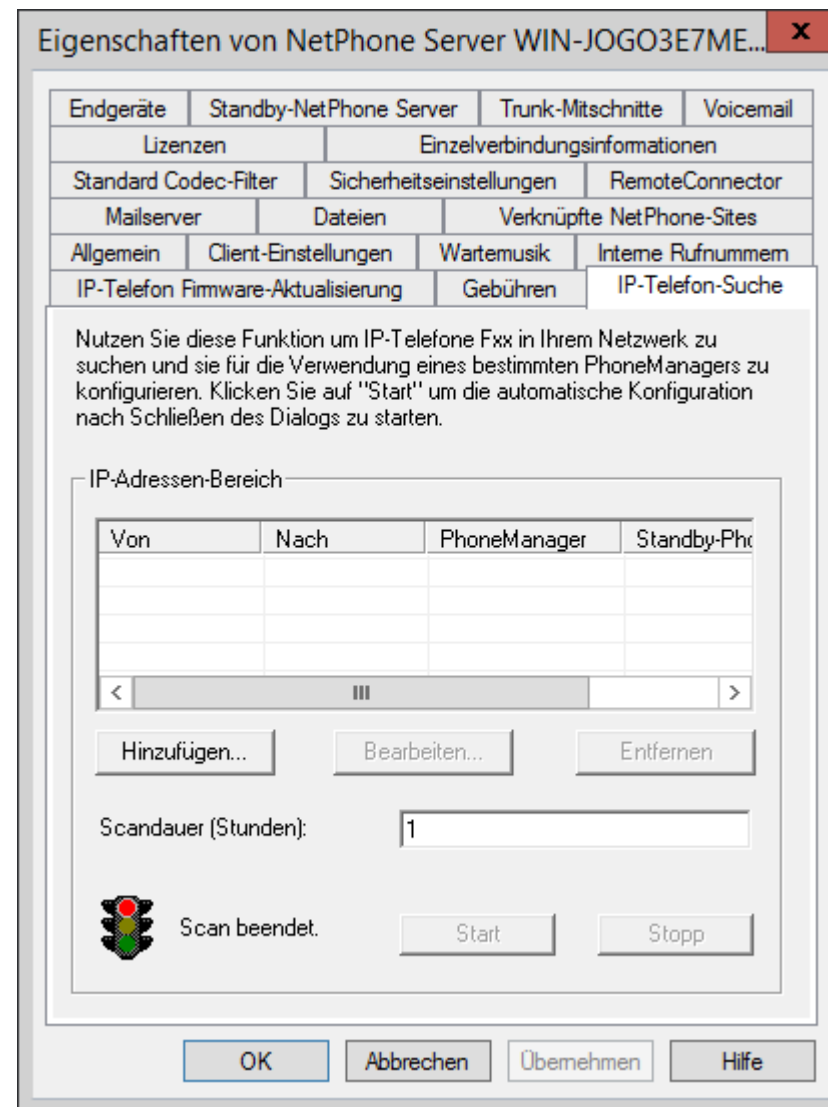 Eigenschaften von NetPhone Server WIN-JOGO3E7ME... x
Endgeräte Standby-NetPhone Server Trunk-Mitschnitte Voicemail
Lizenzen Einzelverbindungsinformationen
Standard Codec-Filter Sicherheitseinstellungen RemoteConnector
Mailserver Dateien Verknüpfte NetPhone-Sites
Allgemein Client-Einstellungen Wartemusik Interne Rufnummern
IP-Telefon Firmware-Aktualisierung Gebühren IP-Telefon-Suche
Nutzen Sie diese Funktion um IP-Telefone Fxx in Ihrem Netzwerk zu
suchen und sie für die Verwendung eines bestimmten PhoneManagers zu
konfigurieren. Klicken Sie auf "Start" um die automatische Konfiguration
nach Schließen des Dialogs zu starten.
IP-Adressen-Bereich
Von Nach PhoneManager Standby-Pho
Hinzufügen... Bearbeiten... Entfernen
Scandauer (Stunden): 1
Scan beendet. Start Stopp
OK Abbrechen Übernehmen Hilfe